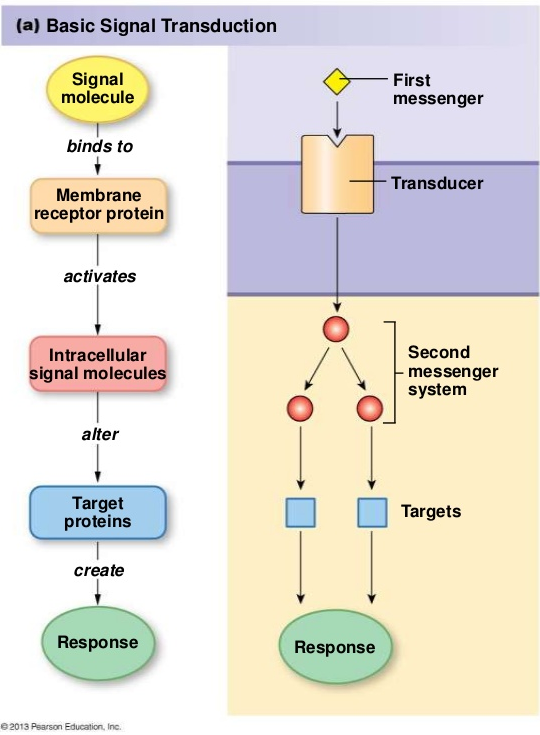 (a) Basic Signal Transduction
Signal
molecule
binds to
Membrane
receptor protein
activates
Intracellular
signal molecules
alter
Target
proteins
create
Response
First
messenger
Transducer
Second
messenger
system
Targets
Response
© 2013 Pearson Education, Inc.